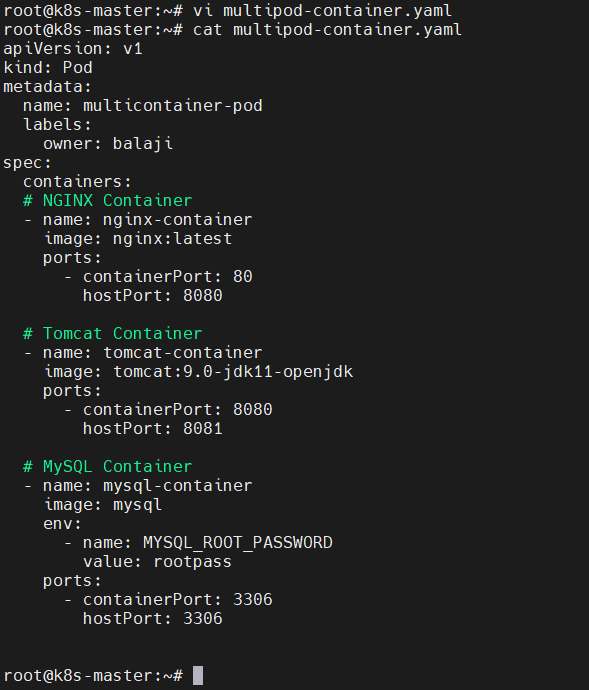 root@k8s-master:~# vi multipod-container.yaml
root@k8s-master:~# cat multipod-container.yaml
apiVersion: v1
kind: Pod
metadata:
  name: multicontainer-pod
  labels:
    owner: balaji
spec:
  containers:
  # NGINX Container
  - name: nginx-container
    image: nginx:latest
    ports:
      - containerPort: 80
        hostPort: 8080

  # Tomcat Container
  - name: tomcat-container
    image: tomcat:9.0-jdk11-openjdk
    ports:
      - containerPort: 8080
        hostPort: 8081

  # MySQL Container
  - name: mysql-container
    image: mysql
    env:
      - name: MYSQL_ROOT_PASSWORD
        value: rootpass
    ports:
      - containerPort: 3306
        hostPort: 3306

root@k8s-master:~#